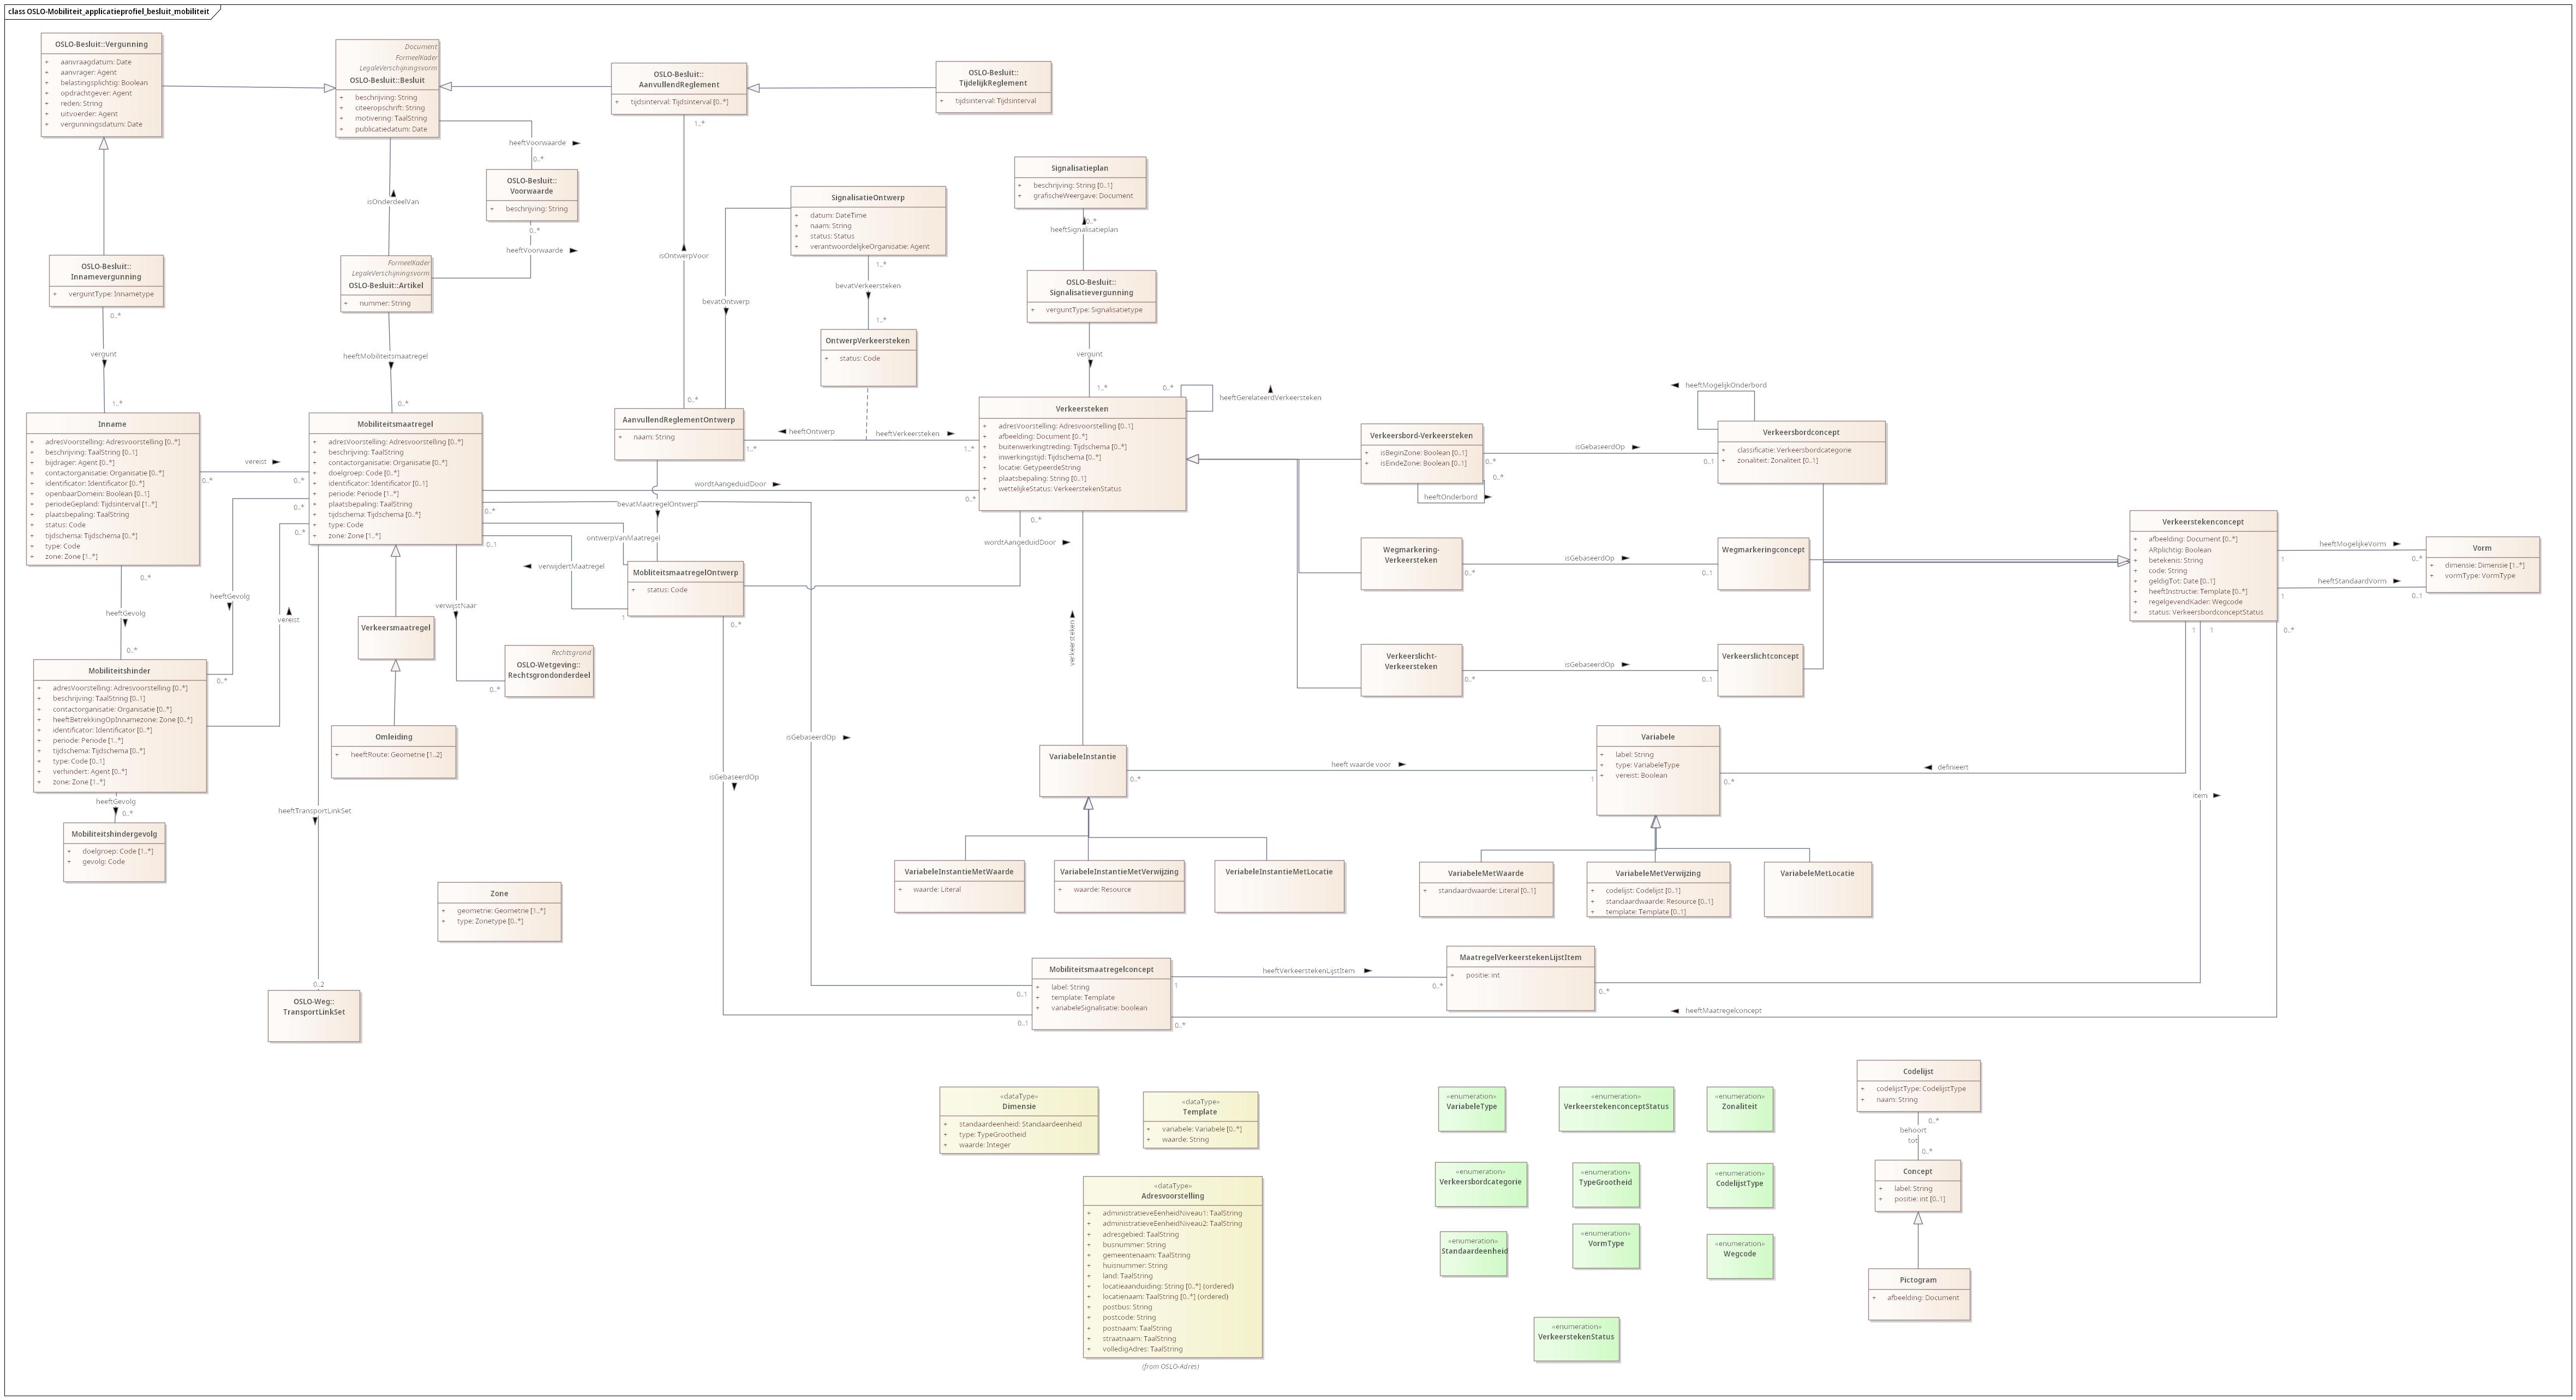 class OSLO-Mobiliteit_applicatieprofiel_besluit_mobiliteit
OSLO-Besluit::Vergunning
+ aanvraagdatum: Date
+ aanvrager: Agent
+ belastingsplichtig: Boolean
+ opdrachtgever: Agent
+ reden: String
+ uitvoerder: Agent
+ vergunningsdatum: Date
Document
FormeelKader
LegaleVerschijningsvorm
OSLO-Besluit::Besluit
+ beschrijving: String
+ citeeropschrift: String
+ motivering: TaalString
+ publicatiedatum: Date
OSLO-Besluit::
AanvullendReglement
+ tijdsinterval: Tijdsinterval [0..*]
OSLO-Besluit::
TijdelijkReglement
+ tijdsinterval: Tijdsinterval
heeftVoorwaarde
0..*
OSLO-Besluit::
Voorwaarde
+ beschrijving: String
0..*
heeftVoorwaarde
isOnderdeelVan
1..*
isOntwerpVoor
0..*
SignalisatieOntwerp
+ datum: DateTime
+ naam: String
+ status: Status
+ verantwoordelijkeOrganisatie: Agent
1..*
bevatVerkeersteken
1..*
bevatOntwerp
OntwerpVerkeersteken
+ status: Code
Signalisatieplan
+ beschrijving: String [0..1]
+ grafischeWeergave: Document
0..*
heeftSignalisatieplan
OSLO-Besluit::
Signalisatievergunning
+ verguntType: Signalisatietype
vergunt
1..*
OSLO-Besluit::
Innamevergunning
+ verguntType: Innametype
0..*
vergunt
1..*
FormeelKader
LegaleVerschijningsvorm
OSLO-Besluit::Artikel
+ nummer: String
heeftMobiliteitsmaatregel
0..*
Inname
+ adresVoorstelling: Adresvoorstelling [0..*]
+ beschrijving: TaalString [0..1]
+ bijdrager: Agent [0..*]
+ contactorganisatie: Organisatie [0..*]
+ identificator: Identificator [0..*]
+ openbaarDomein: Boolean [0..1]
+ periodeGepland: Tijdsinterval [1..*]
+ plaatsbepaling: TaalString
+ status: Code
+ tijdschema: Tijdschema [0..*]
+ type: Code
+ zone: Zone [1..*]
vereist
0..*
0..*
Mobiliteitsmaatregel
+ adresVoorstelling: Adresvoorstelling [0..*]
+ beschrijving: TaalString
+ contactorganisatie: Organisatie [0..*]
+ doelgroep: Code [0..*]
+ identificator: Identificator [0..1]
+ periode: Periode [1..*]
+ plaatsbepaling: TaalString
+ tijdschema: Tijdschema [0..*]
+ type: Code
+ zone: Zone [1..*]
AanvullendReglementOntwerp
+ naam: String
heeftOntwerp
heeftVerkeersteken
1..*
1..*
Verkeersteken
+ adresVoorstelling: Adresvoorstelling [0..1]
+ afbeelding: Document [0..*]
+ buitenwerkingtreding: Tijdschema [0..*]
+ inwerkingstijd: Tijdschema [0..*]
+ locatie: GetypeerdeString
+ plaatsbepaling: String [0..1]
+ wettelijkeStatus: VerkeerstekenStatus
0..*
heeftGerelateerdVerkeersteken
Verkeersbord-Verkeersteken
+ isBeginZone: Boolean [0..1]
+ isEindeZone: Boolean [0..1]
0..*
heeftOnderbord
0..*
isGebaseerdOp
0..1
heeftMogelijkOnderbord
Verkeersbordconcept
+ classificatie: Verkeersbordcategorie
+ zonaliteit: Zonaliteit [0..1]
wordtAangeduidDoor
0..*
0..*
bevatMaatregelOntwerp
0..*
0..*
0..*
0..1
ontwerpVanMaatregel
verwijdertMaatregel
MobliteitsmaatregelOntwerp
+ status: Code
1
0..*
wordtAangeduidDoor
Wegmarkering-
Verkeersteken
0..*
isGebaseerdOp
0..1
Wegmarkeringconcept
Verkeerstekenconcept
+ afbeelding: Document [0..*]
+ ARplichtig: Boolean
+ betekenis: String
+ code: String
+ geldigTot: Date [0..1]
+ heeftInstructie: Template [0..*]
+ regelgevendKader: Wegcode
+ status: VerkeersbordconceptStatus
1
heeftMogelijkeVorm
0..*
1
heeftStandaardVorm
0..1
Vorm
+ dimensie: Dimensie [1..*]
+ vormType: VormType
1
1
0..*
0..*
heeftGevolg
0..*
heeftGevolg
0..*
vereist
Verkeersmaatregel
verwijstNaar
0..*
Rechtsgrond
OSLO-Wetgeving::
Rechtsgrondonderdeel
verkeersteken
Verkeerslicht-
Verkeersteken
0..*
isGebaseerdOp
0..1
Verkeerslichtconcept
Mobiliteitshinder
+ adresVoorstelling: Adresvoorstelling [0..*]
+ beschrijving: TaalString [0..1]
+ contactorganisatie: Organisatie [0..*]
+ heeftBetrekkingOpInnamezone: Zone [0..*]
+ identificator: Identificator [0..*]
+ periode: Periode [1..*]
+ tijdschema: Tijdschema [0..*]
+ type: Code [0..1]
+ verhindert: Agent [0..*]
+ zone: Zone [1..*]
heeftGevolg
0..*
Mobiliteitshindergevolg
+ doelgroep: Code [1..*]
+ gevolg: Code
Omleiding
+ heeftRoute: Geometrie [1..2]
heeftTransportLinkSet
0..2
OSLO-Weg::
TransportLinkSet
isGebaseerdOp
isGebaseerdOp
VariabeleInstantie
0..*
heeft waarde voor
1
Variabele
+ label: String
+ type: VariabeleType
+ vereist: Boolean
0..*
definieert
item
VariabeleInstantieMetWaarde
+ waarde: Literal
VariabeleInstantieMetVerwijzing
+ waarde: Resource
VeriabeleInstantieMetLocatie
VariabeleMetWaarde
+ standaardwaarde: Literal [0..1]
VariabeleMetVerwijzing
+ codelijst: Codelijst [0..1]
+ standaardwaarde: Resource [0..1]
+ template: Template [0..1]
VariabeleMetLocatie
Zone
+ geometrie: Geometrie [1..*]
+ type: Zonetype [0..*]
Mobiliteitsmaatregelconcept
+ label: String
+ template: Template
+ variabeleSignalisatie: boolean
0..1
0..1
1
heeftVerkeerstekenLijstItem
0..*
MaatregelVerkeerstekenLijstItem
+ positie: int
0..*
0..*
heeftMaatregelconcept
«dataType»
Dimensie
+ standaardeenheid: Standaardeenheid
+ type: TypeGrootheid
+ waarde: Integer
«dataType»
Template
+ variabele: Variabele [0..*]
+ waarde: String
«dataType»
Adresvoorstelling
+ administratieveEenheidNiveau1: TaalString
+ administratieveEenheidNiveau2: TaalString
+ adresgebied: TaalString
+ busnummer: String
+ gemeentenaam: TaalString
+ huisnummer: String
+ land: TaalString
+ locatieaanduiding: String [0..*] {ordered}
+ locatienaam: TaalString [0..*] {ordered}
+ postbus: String
+ postcode: String
+ postnaam: TaalString
+ straatnaam: TaalString
+ volledigAdres: TaalString
(from OSLO-Adres)
«enumeration»
VariabeleType
«enumeration»
VerkeerstekenconceptStatus
«enumeration»
Zonaliteit
«enumeration»
Verkeersbordcategorie
«enumeration»
TypeGrootheid
«enumeration»
CodelijstType
«enumeration»
Standaardeenheid
«enumeration»
VormType
«enumeration»
Wegcode
«enumeration»
VerkeerstekenStatus
Codelijst
+ codelijstType: CodelijstType
+ naam: String
0..*
behoort
tot
0..*
Concept
+ label: String
+ positie: int [0..1]
Pictogram
+ afbeelding: Document